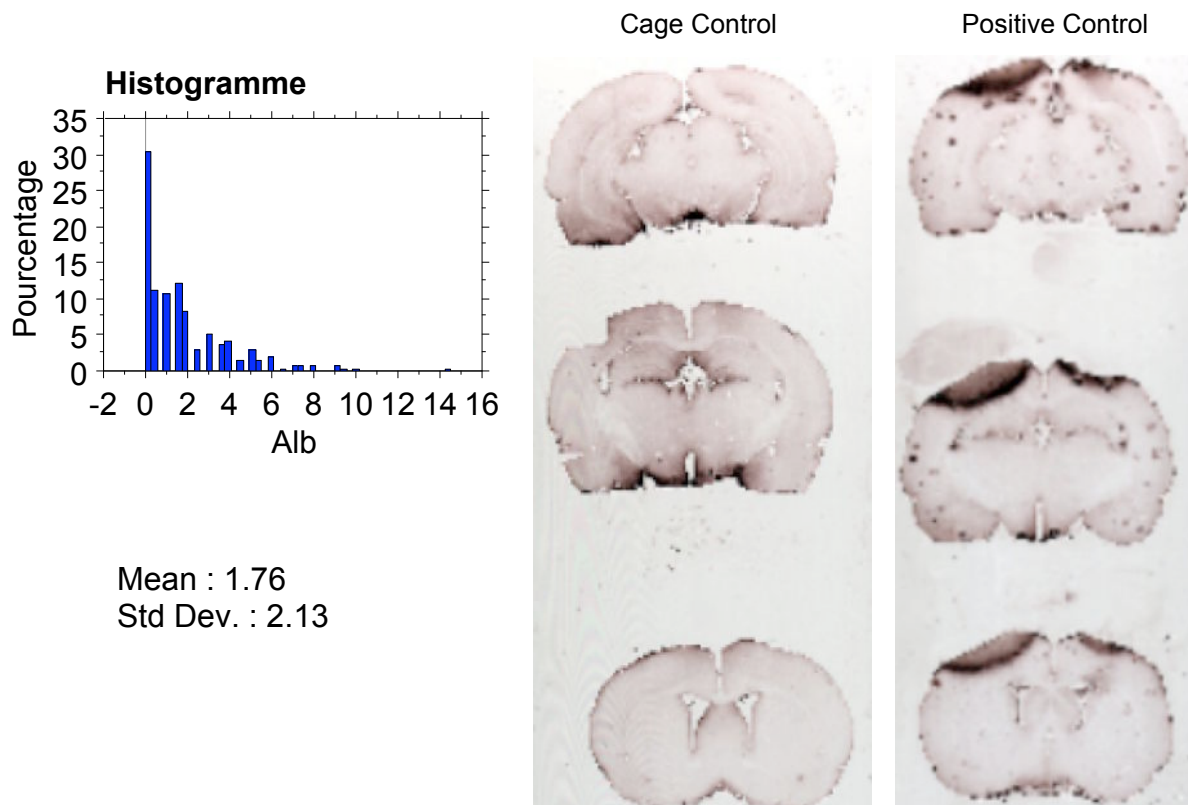 Cage Control
Positive Control
Histogramme
35
30
25
20
15
10
5
0
Pourcentage
-2 0 2 4 6 8 10 12 14 16
Alb
Mean : 1.76
Std Dev. : 2.13